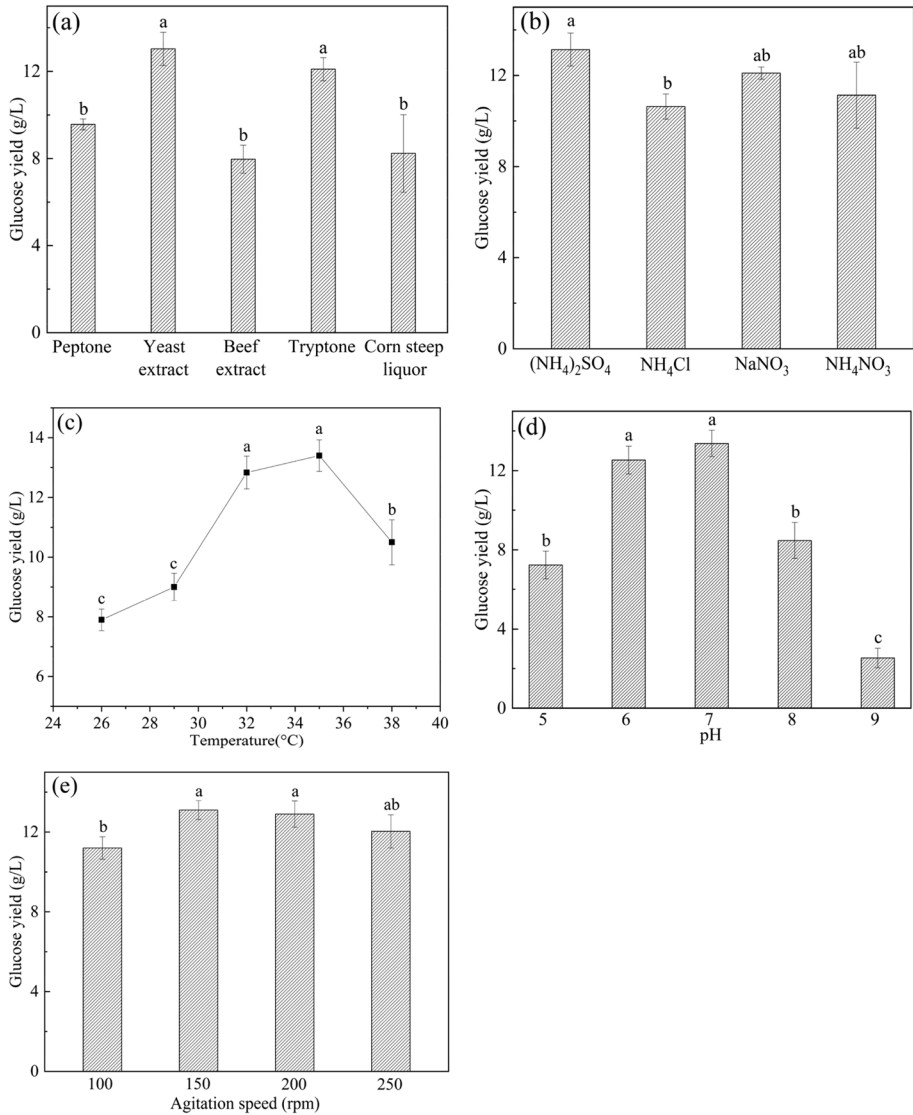 (a)
Glucose yield (g/L)
12
8
4
0
b
a
b
a
b
Peptone
Yeast
extract
Beef
extract
Tryptone
Corn steep
liquor
(b)
Glucose yield (g/L)
12
8
4
0
a
b
ab
ab
(NH₄)₂SO₄
NH₄Cl
NaNO₃
NH₄NO₃
(c)
Glucose yield (g/L)
14
12
10
8
6
c
c
a
a
b
24 26 28 30 32 34 36 38 40
Temperature(°C)
(d)
Glucose yield (g/L)
12
8
4
0
b
a
a
b
c
5 6 7 8 9
pH
(e)
Glucose yield (g/L)
12
8
4
0
b
a
a
ab
100 150 200 250
Agitation speed (rpm)